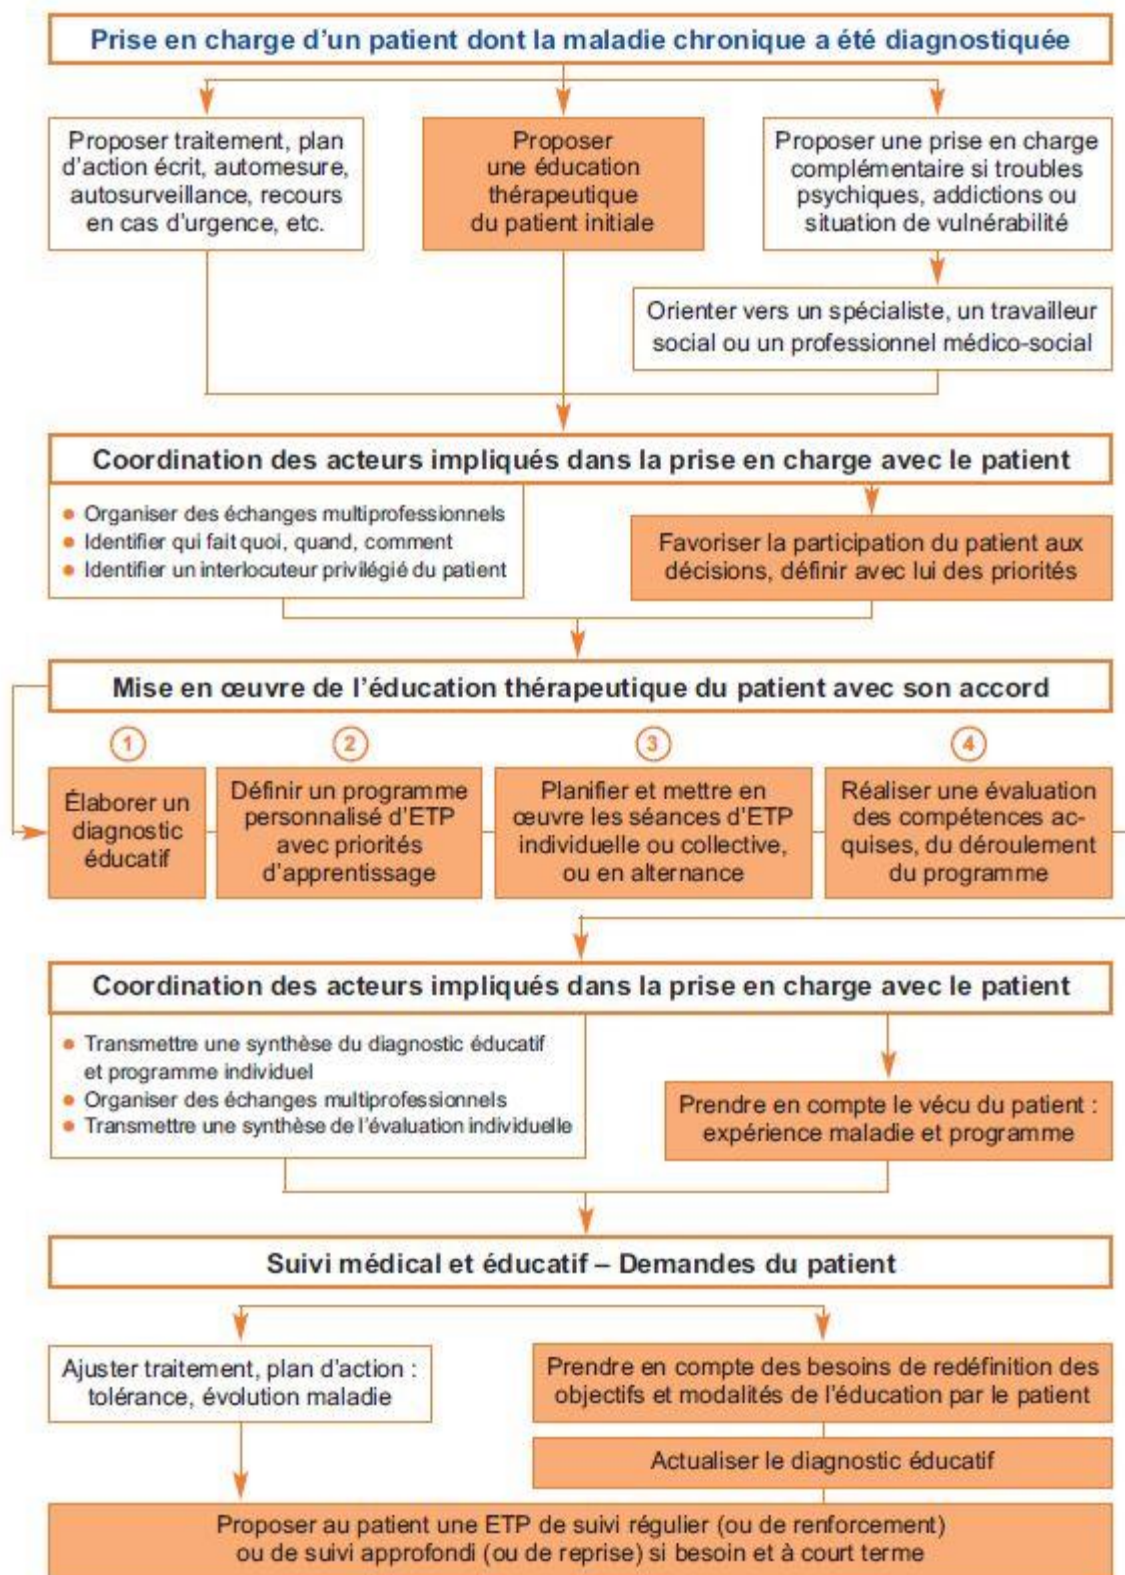 Prise en charge d'un patient dont la maladie chronique a été diagnostiquée
Proposer traitement, plan
d'action écrit, automesure,
autosurveillance, recours
en cas d'urgence, etc.
Proposer
une éducation
thérapeutique
du patient initiale
Proposer une prise en charge
complémentaire si troubles
psychiques, addictions ou
situation de vulnérabilité
Orienter vers un spécialiste, un travailleur
social ou un professionnel médico-social
Coordination des acteurs impliqués dans la prise en charge avec le patient
• Organiser des échanges multiprofessionnels
• Identifier qui fait quoi, quand, comment
• Identifier un interlocuteur privilégié du patient
Favoriser la participation du patient aux
décisions, définir avec lui des priorités
Mise en œuvre de l'éducation thérapeutique du patient avec son accord
1
Élaborer un
diagnostic
éducatif
2
Définir un programme
personnalisé d'ETP
avec priorités
d'apprentissage
3
Planifier et mettre en
œuvre les séances d'ETP
individuelle ou collective,
ou en alternance
4
Réaliser une évaluation
des compétences ac-
quises, du déroulement
du programme
Coordination des acteurs impliqués dans la prise en charge avec le patient
• Transmettre une synthèse du diagnostic éducatif
et programme individuel
• Organiser des échanges multiprofessionnels
• Transmettre une synthèse de l'évaluation individuelle
Prendre en compte le vécu du patient :
expérience maladie et programme
Suivi médical et éducatif – Demandes du patient
Ajuster traitement, plan d'action :
tolérance, évolution maladie
Prendre en compte des besoins de redéfinition des
objectifs et modalités de l'éducation par le patient
Actualiser le diagnostic éducatif
Proposer au patient une ETP de suivi régulier (ou de renforcement)
ou de suivi approfondi (ou de reprise) si besoin et à court terme